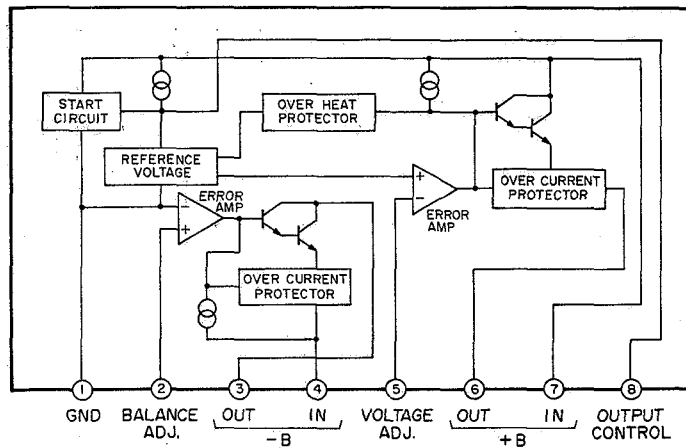 START
CIRCUIT
OVER HEAT
PROTECTOR
REFERENCE
VOLTAGE
ERROR
AMP
-
+
+
-
ERROR
AMP
OVER CURRENT
PROTECTOR
OVER CURRENT
PROTECTOR
1 2 3 4 5 6 7 8
GND BALANCE ADJ. OUT IN VOLTAGE ADJ. OUT IN OUTPUT CONTROL
-B +B